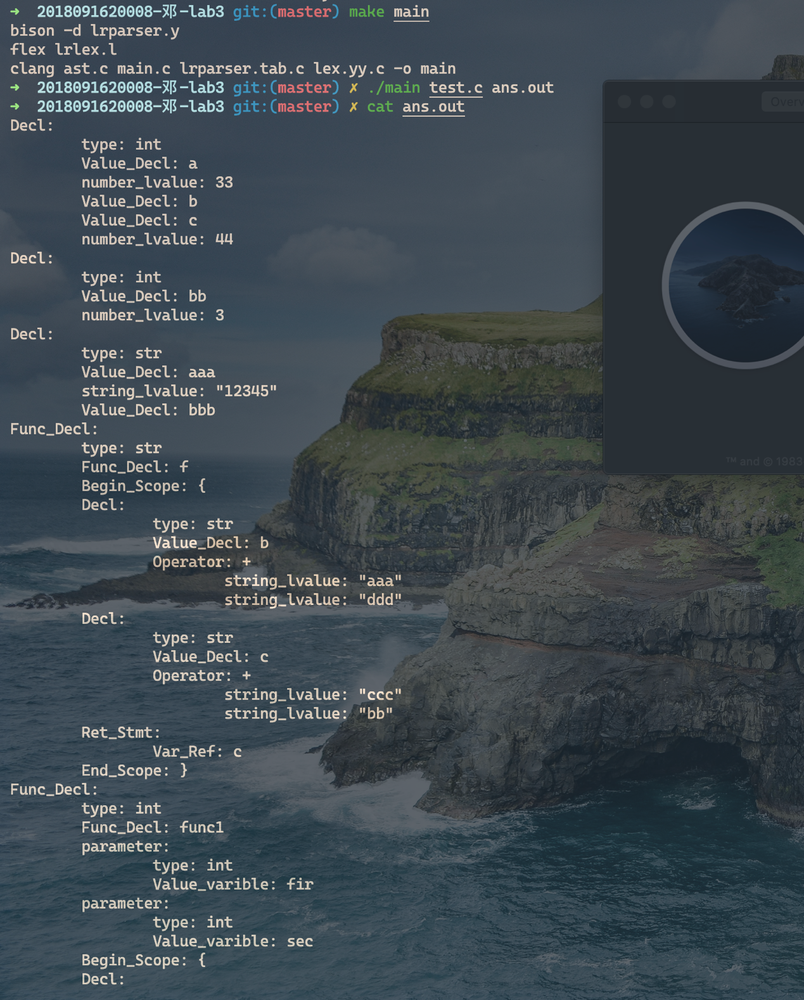 ➜  2018091620008-邓-lab3 git:(master) make main
bison -d lrparser.y
flex lrlex.l
clang ast.c main.c lrparser.tab.c lex.yy.c -o main
➜  2018091620008-邓-lab3 git:(master) ✗ ./main test.c ans.out
➜  2018091620008-邓-lab3 git:(master) ✗ cat ans.out
Decl:
        type: int
        Value_Decl: a
        number_lvalue: 33
        Value_Decl: b
        Value_Decl: c
        number_lvalue: 44
Decl:
        type: int
        Value_Decl: bb
        number_lvalue: 3
Decl:
        type: str
        Value_Decl: aaa
        string_lvalue: "12345"
        Value_Decl: bbb
Func_Decl:
        type: str
        Func_Decl: f
        Begin_Scope: {
        Decl:
                type: str
                Value_Decl: b
                Operator: +
                        string_lvalue: "aaa"
                        string_lvalue: "ddd"
        Decl:
                type: str
                Value_Decl: c
                Operator: +
                        string_lvalue: "ccc"
                        string_lvalue: "bb"
        Ret_Stmt:
                Var_Ref: c
        End_Scope: }
Func_Decl:
        type: int
        Func_Decl: func1
        parameter:
                type: int
                Value_varible: fir
        parameter:
                type: int
                Value_varible: sec
        Begin_Scope: {
        Decl:
™ and © 1983